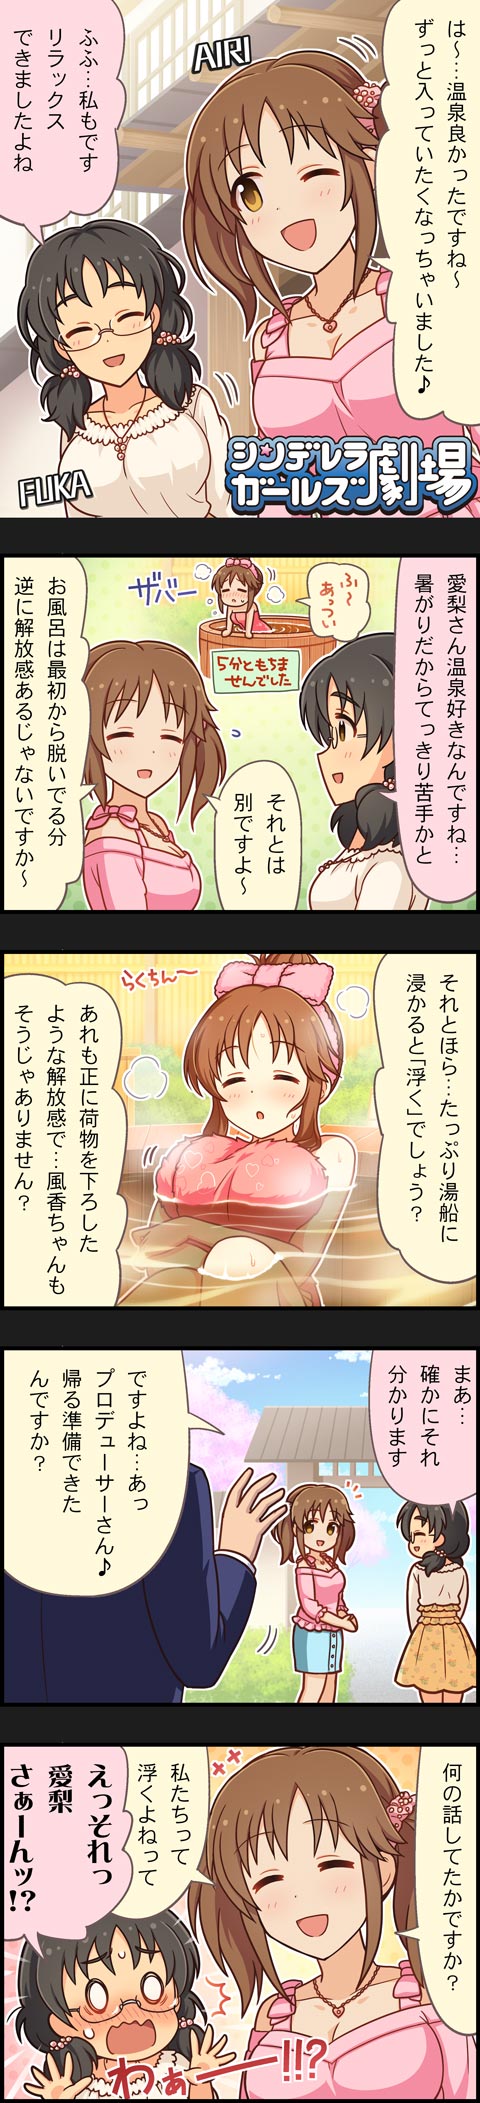 は～…温泉良かったですね～
ずっと入っていたくなっちゃいました♪
AIRI
ふふ…私もです
リラックス
できましたよね
FUKA
シンデレラ
ガールズ劇場
愛梨さん温泉好きなんですね…
暑がりだからてっきり苦手かと
ふ～
あっつい
ザバー
5分ともちま
せんでした
それとは
別ですよ～
お風呂は最初から脱いでる分
逆に解放感あるじゃないですか～
それとほら…たっぷり湯船に
浸かると「浮く」でしょう？
らくちん～
あれも正に荷物を下ろした
ような解放感で…風香ちゃんも
そうじゃありません？
まあ…
確かにそれ
分かります
ですよね…あっ
プロデューサーさん♪
帰る準備できた
んですか？
何の話してたかですか？
私たちって
浮くよねって
えっそれっ
愛梨
さぁーんッ!?
わぁーー!!?